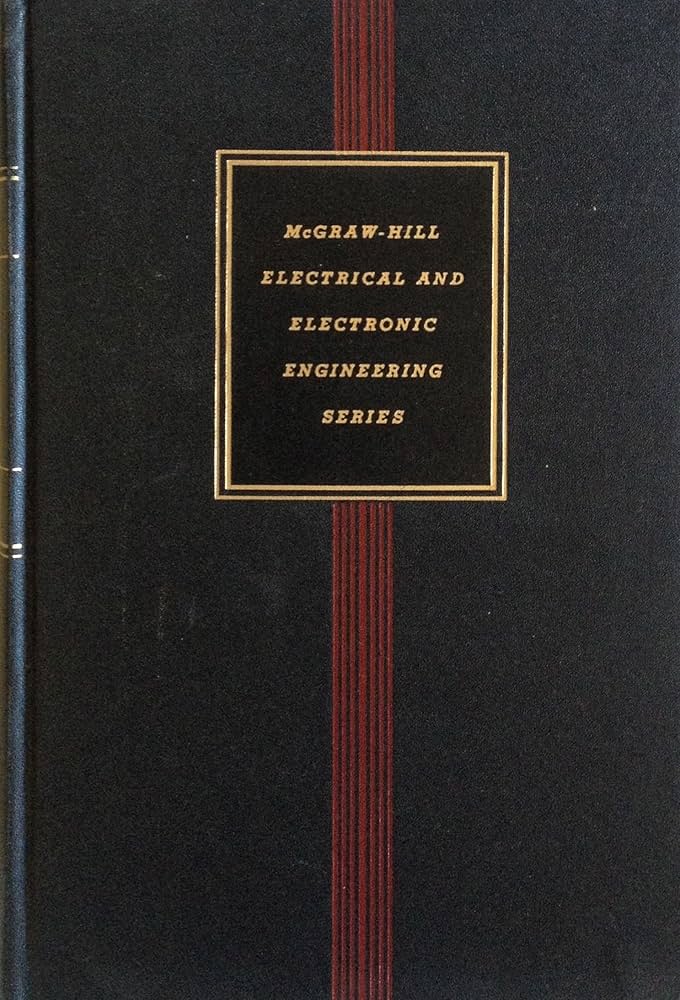 McGRAW-HILL
ELECTRICAL AND
ELECTRONIC
ENGINEERING
SERIES